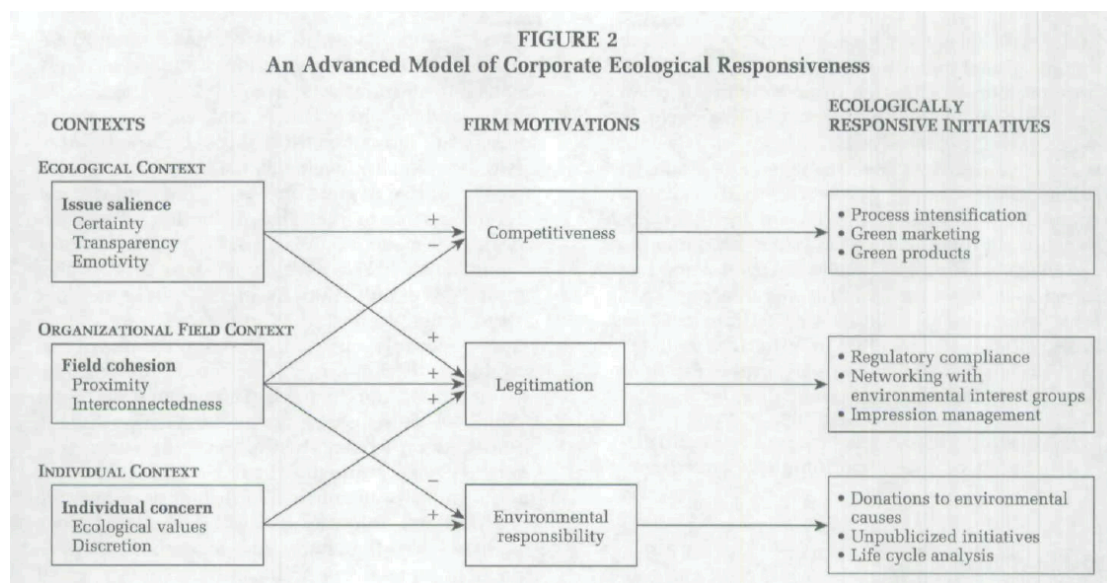 FIGURE 2
An Advanced Model of Corporate Ecological Responsiveness
CONTEXTS
FIRM MOTIVATIONS
ECOLOGICALLY
RESPONSIVE INITIATIVES
ECOLOGICAL CONTEXT
Issue salience
Certainty
Transparency
Emotivity
+
−
Competitiveness
• Process intensification
• Green marketing
• Green products
ORGANIZATIONAL FIELD CONTEXT
Field cohesion
Proximity
Interconnectedness
+
+
+
Legitimation
• Regulatory compliance
• Networking with
environmental interest groups
• Impression management
INDIVIDUAL CONTEXT
Individual concern
Ecological values
Discretion
−
+
Environmental
responsibility
• Donations to environmental
causes
• Unpublicized initiatives
• Life cycle analysis